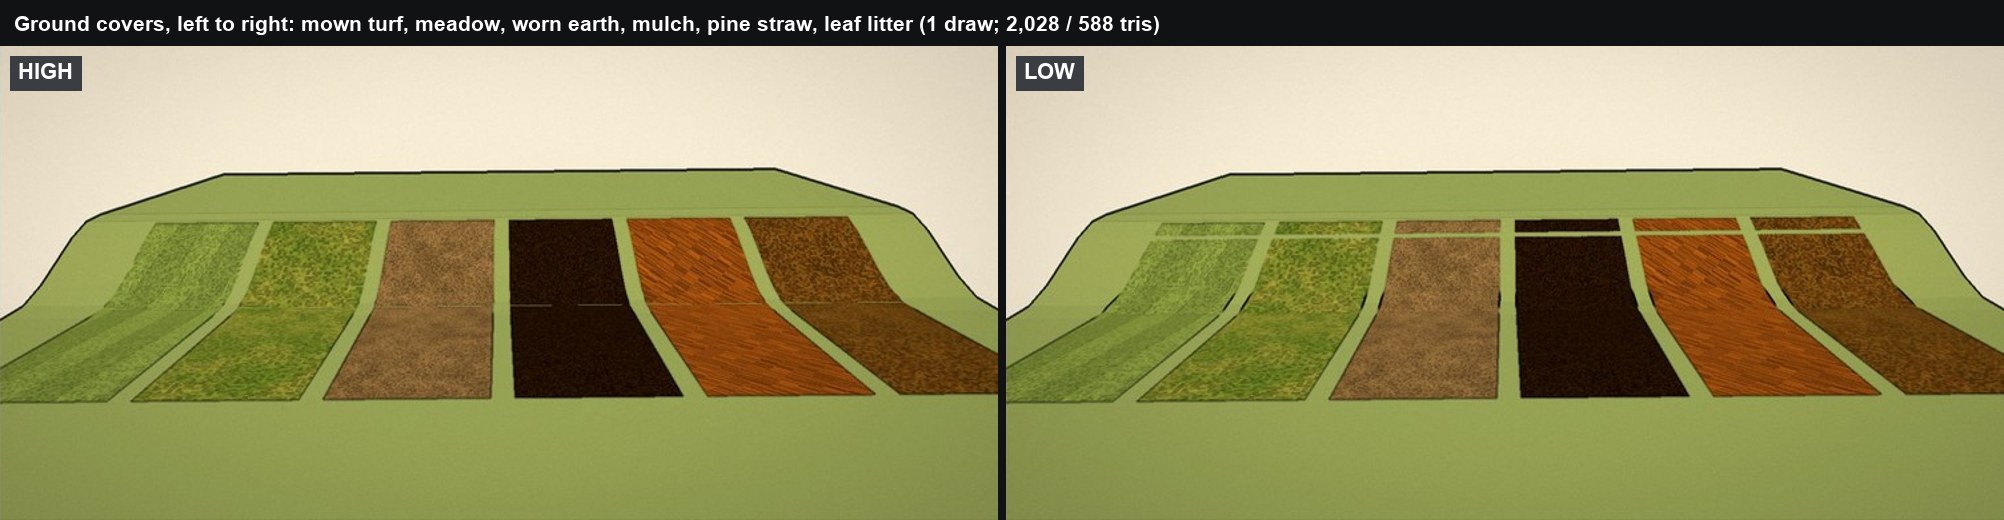 Ground covers, left to right: mown turf, meadow, worn earth, mulch, pine straw, leaf litter (1 draw; 2,028 / 588 tris)
HIGH
LOW